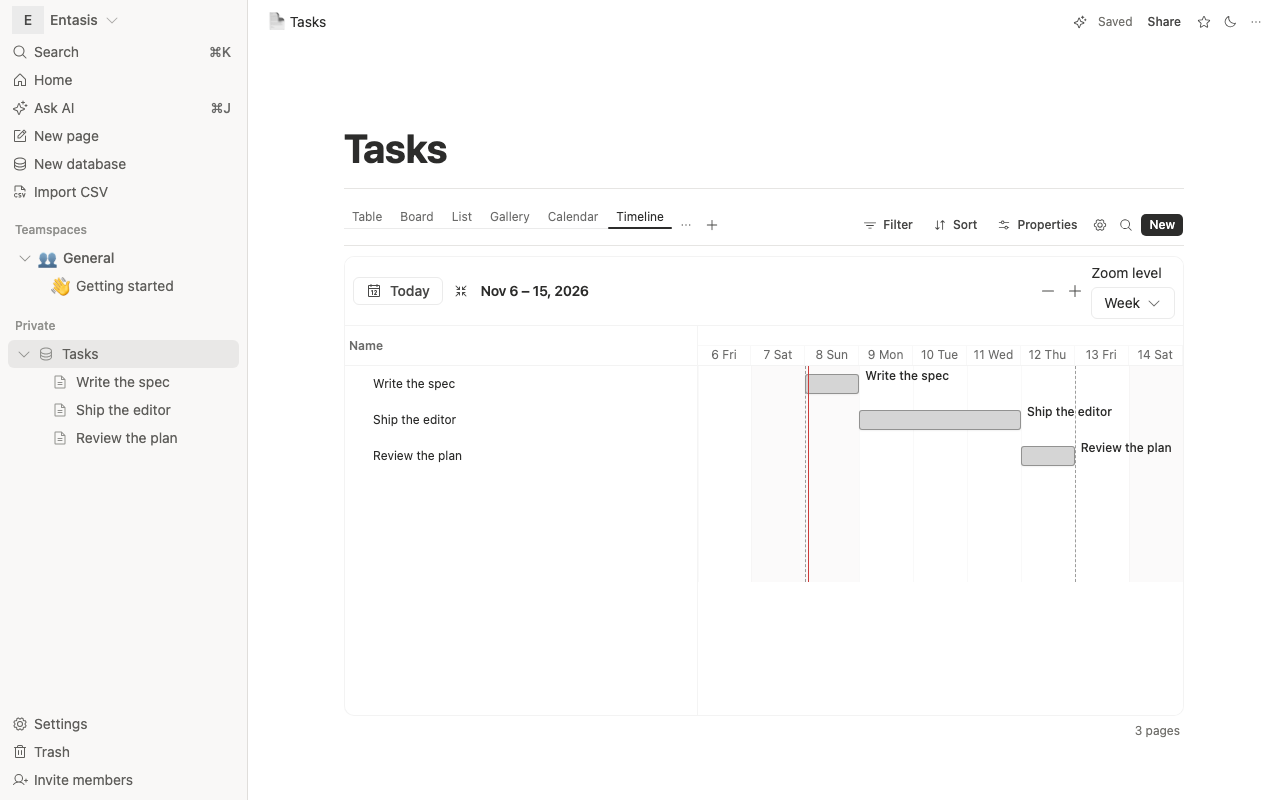 E Entasis
Search ⌘K
Home
Ask AI ⌘J
New page
New database
Import CSV
Teamspaces
General
Getting started
Private
Tasks
Write the spec
Ship the editor
Review the plan
Settings
Trash
Invite members
Tasks
Saved Share
Tasks
Table Board List Gallery Calendar Timeline
Filter Sort Properties New
Today Nov 6 – 15, 2026
Zoom level
Week
Name
6 Fri 7 Sat 8 Sun 9 Mon 10 Tue 11 Wed 12 Thu 13 Fri 14 Sat
Write the spec Write the spec
Ship the editor Ship the editor
Review the plan Review the plan
3 pages